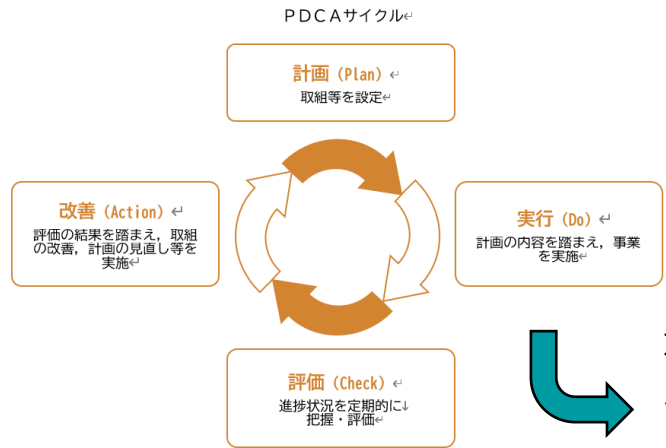 ＰＤＣＡサイクル↵
計画（Plan）↵
取組等を設定↵
改善（Action）↵
評価の結果を踏まえ，取組
の改善，計画の見直し等を
実施↵
実行（Do）↵
計画の内容を踏まえ，事業
を実施↵
評価（Check）↵
進捗状況を定期的に↓
把握・評価↵